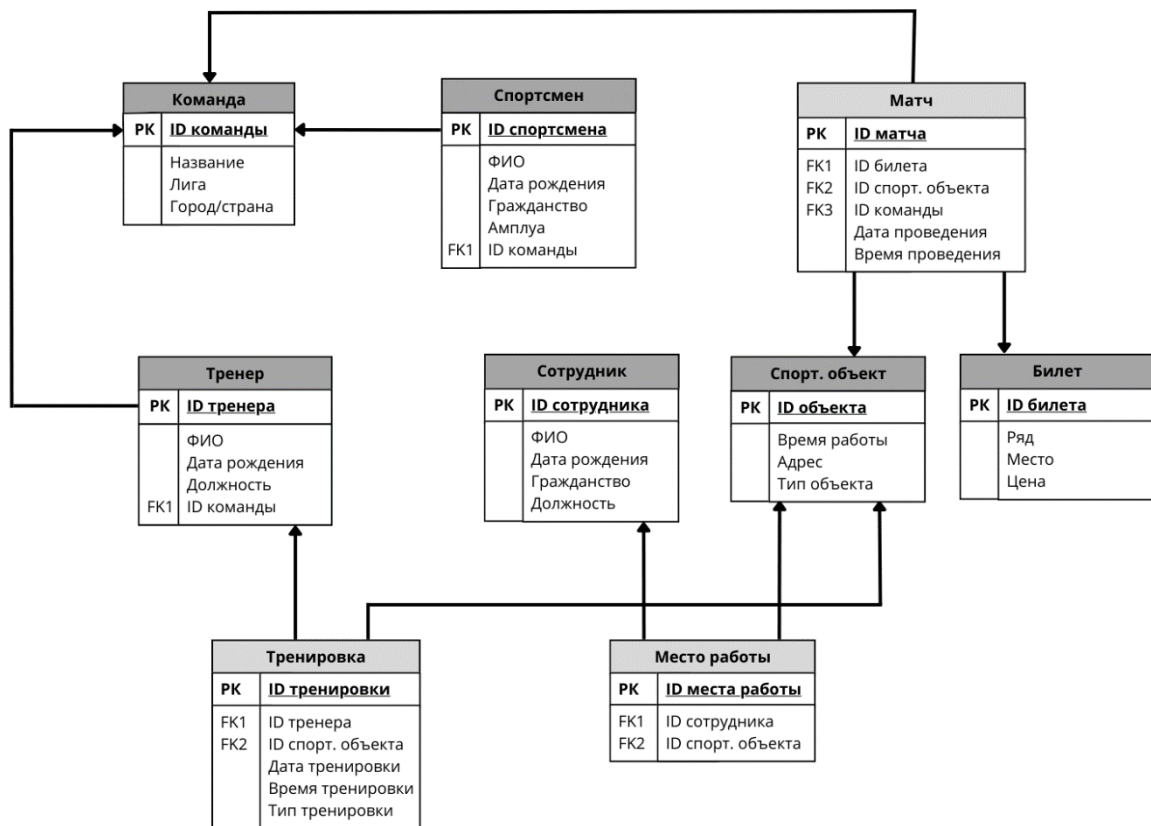 Команда
PK ID команды
Название
Лига
Город/страна
Спортсмен
PK ID спортсмена
ФИО
Дата рождения
Гражданство
Амплуа
FK1 ID команды
Матч
PK ID матча
FK1 ID билета
FK2 ID спорт. объекта
FK3 ID команды
Дата проведения
Время проведения
Тренер
PK ID тренера
ФИО
Дата рождения
Должность
FK1 ID команды
Сотрудник
PK ID сотрудника
ФИО
Дата рождения
Гражданство
Должность
Спорт. объект
PK ID объекта
Время работы
Адрес
Тип объекта
Билет
PK ID билета
Ряд
Место
Цена
Тренировка
PK ID тренировки
FK1 ID тренера
FK2 ID спорт. объекта
Дата тренировки
Время тренировки
Тип тренировки
Место работы
PK ID места работы
FK1 ID сотрудника
FK2 ID спорт. объекта